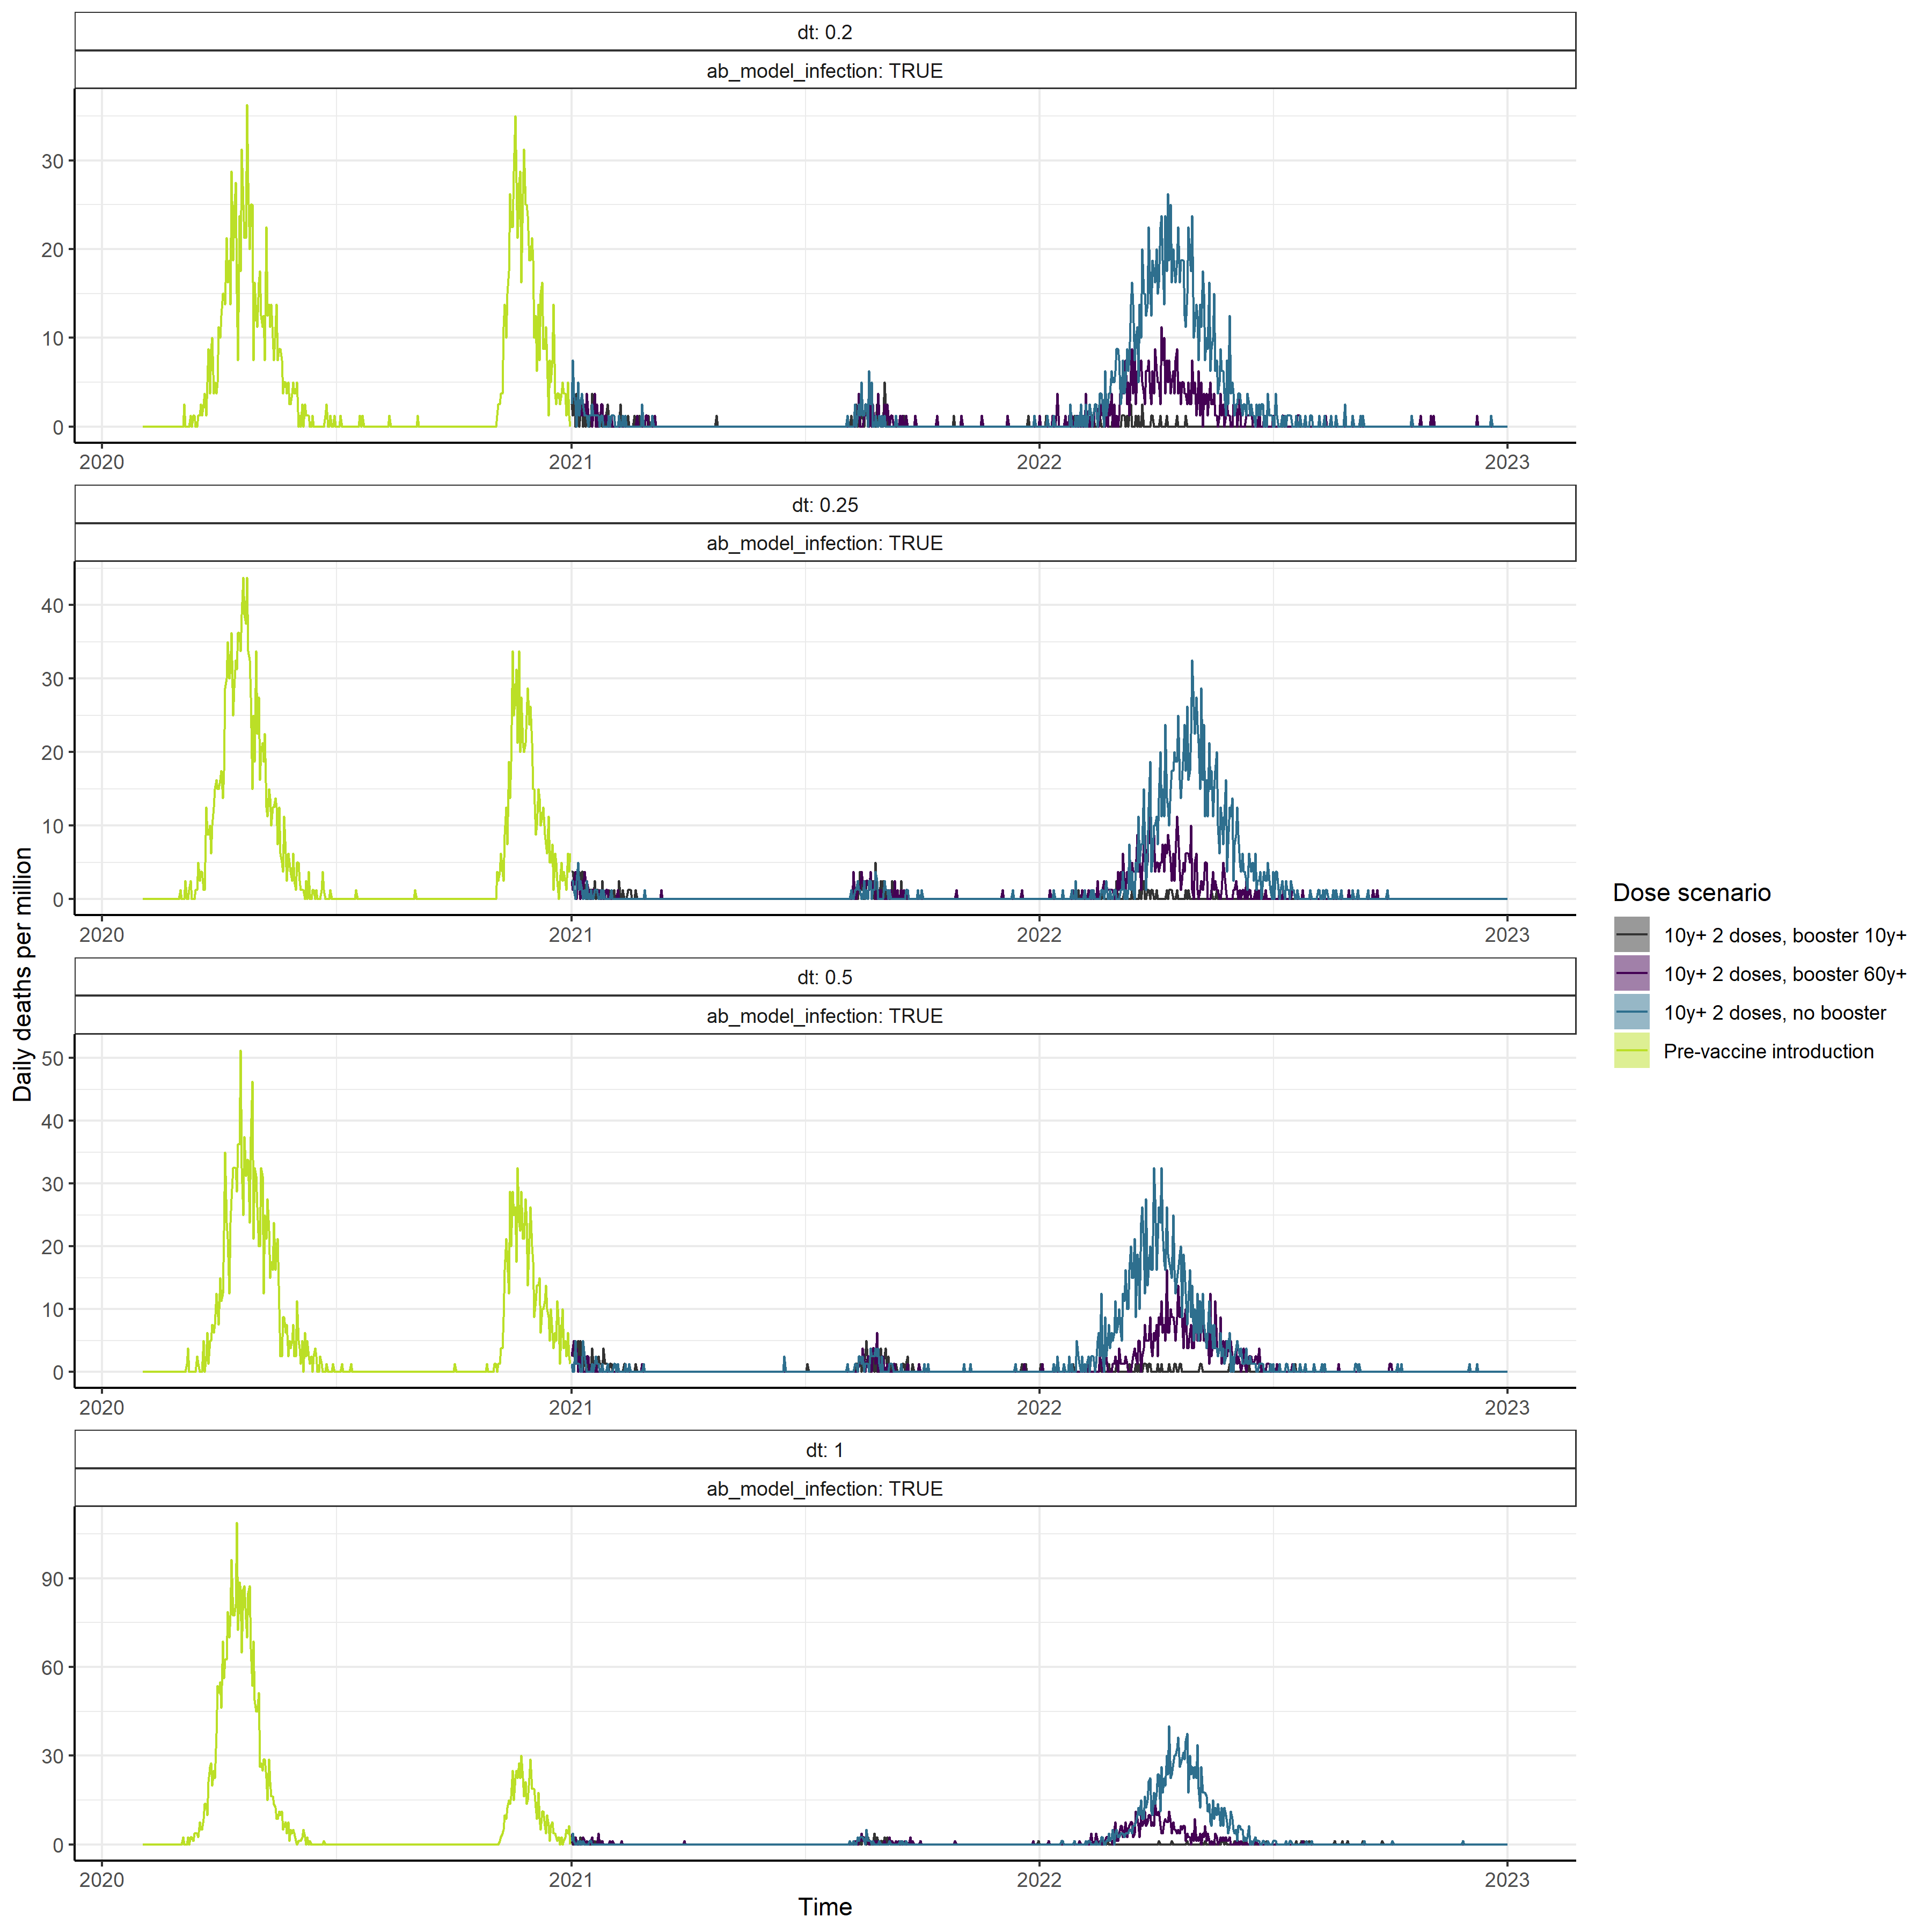 dt: 0.2
ab_model_infection: TRUE
30
20
10
0
2020 2021 2022 2023
dt: 0.25
ab_model_infection: TRUE
40
30
20
10
0
2020 2021 2022 2023
dt: 0.5
ab_model_infection: TRUE
50
40
30
20
10
0
2020 2021 2022 2023
dt: 1
ab_model_infection: TRUE
90
60
30
0
2020 2021 2022 2023
Time
Daily deaths per million
Dose scenario
10y+ 2 doses, booster 10y+
10y+ 2 doses, booster 60y+
10y+ 2 doses, no booster
Pre-vaccine introduction